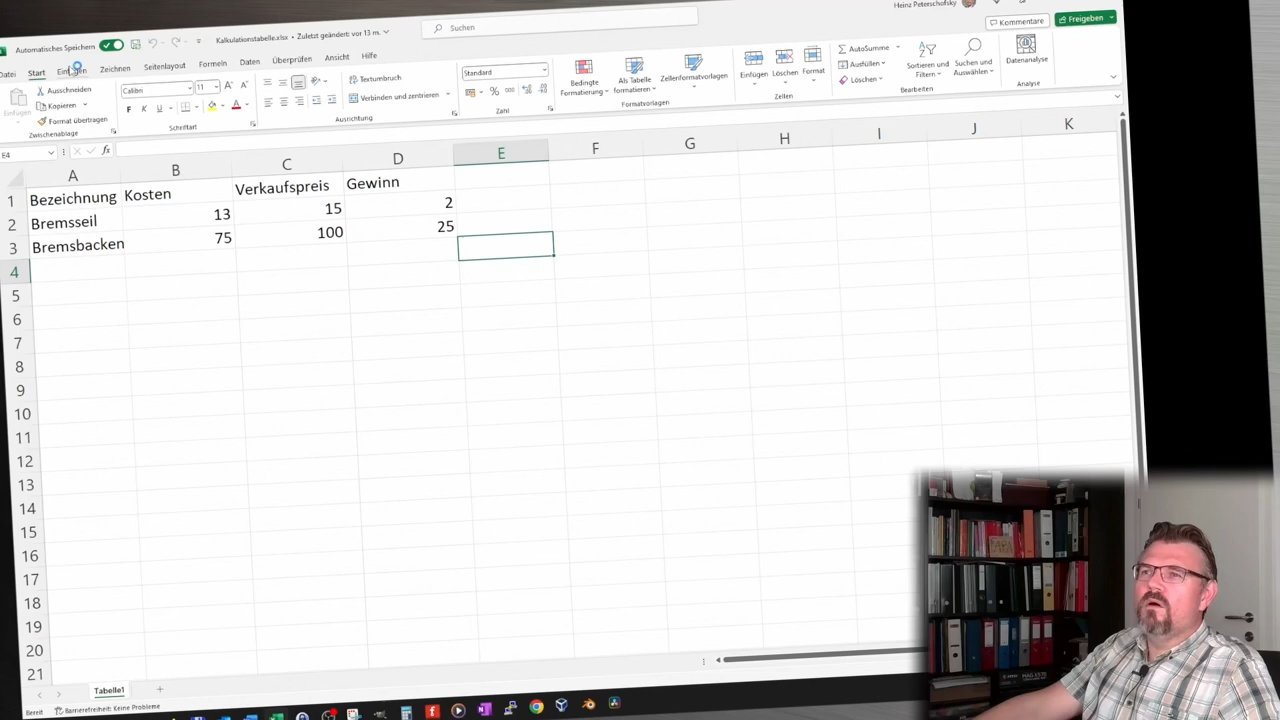 Heinz Peterschofsky
Automatisches Speichern
Kalkulationstabelle.xlsx • Zuletzt geändert: vor 13 m.
Suchen
Kommentare
Freigeben
Datei Start Einfügen Zeichnen Seitenlayout Formeln Daten Überprüfen Ansicht Hilfe
Einfügen
Ausschneiden
Kopieren
Format übertragen
Zwischenablage
Calibri
F K U
Schriftart
Textumbruch
Verbinden und zentrieren
Ausrichtung
Standard
Zahl
Bedingte Formatierung
Als Tabelle formatieren
Zellenformatvorlagen
Formatvorlagen
Einfügen Löschen Format
Zellen
AutoSumme
Ausfüllen
Löschen
Sortieren und Filtern
Suchen und Auswählen
Bearbeiten
Datenanalyse
Analyse
E4
fx
A B C D E F G H I J K
1 Bezeichnung Kosten Verkaufspreis Gewinn
2 Bremsseil 13 15 2
3 Bremsbacken 75 100 25
4
5
6
7
8
9
10
11
12
13
14
15
16
17
18
19
20
21
Tabelle1
Bereit
Barrierefreiheit: Keine Probleme